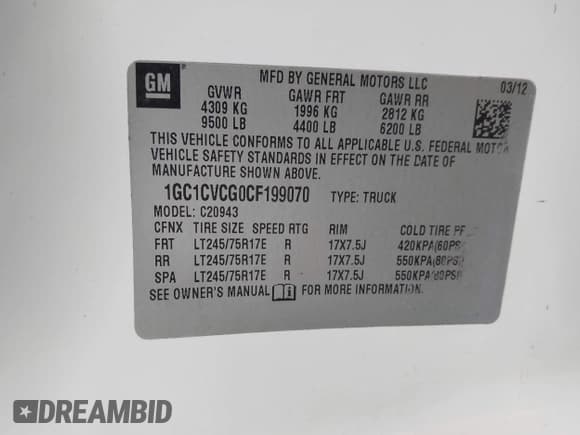 GM
MFD BY GENERAL MOTORS LLC
03/12
GVWR GAWR FRT GAWR RR
4309 KG 1996 KG 2812 KG
9500 LB 4400 LB 6200 LB
THIS VEHICLE CONFORMS TO ALL APPLICABLE U.S. FEDERAL MOTOR
VEHICLE SAFETY STANDARDS IN EFFECT ON THE DATE OF
MANUFACTURE SHOWN ABOVE.
1GC1CVCG0CF199070 TYPE: TRUCK
MODEL: C20943
CFNX TIRE SIZE SPEED RTG RIM COLD TIRE
FRT LT245/75R17E R 17X7.5J 420KPA(60PSI)
RR LT245/75R17E R 17X7.5J 550KPA(80PSI)
SPA LT245/75R17E R 17X7.5J 550KPA(80PSI)
SEE OWNER'S MANUAL FOR MORE INFORMATION.
DREAMBID